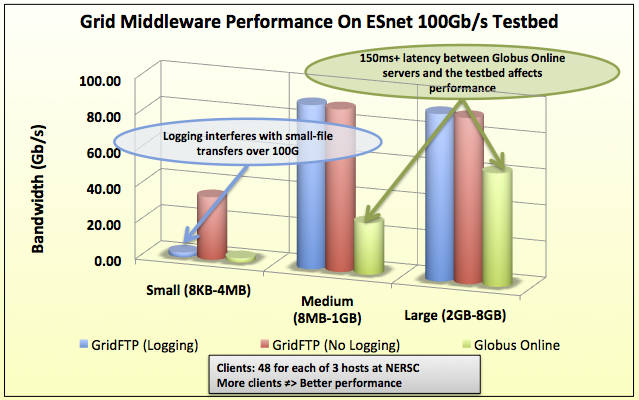 Grid Middleware Performance On ESnet 100Gb/s Testbed
150ms+ latency between Globus Online
servers and the testbed affects
performance
Logging interferes with small-file
transfers over 100G
Bandwidth (Gb/s)
100.00
80.00
60.00
40.00
20.00
0.00
Small (8KB-4MB)
Medium
(8MB-1GB)
Large (2GB-8GB)
GridFTP (Logging)
GridFTP (No Logging)
Globus Online
Clients: 48 for each of 3 hosts at NERSC
More clients ≠> Better performance